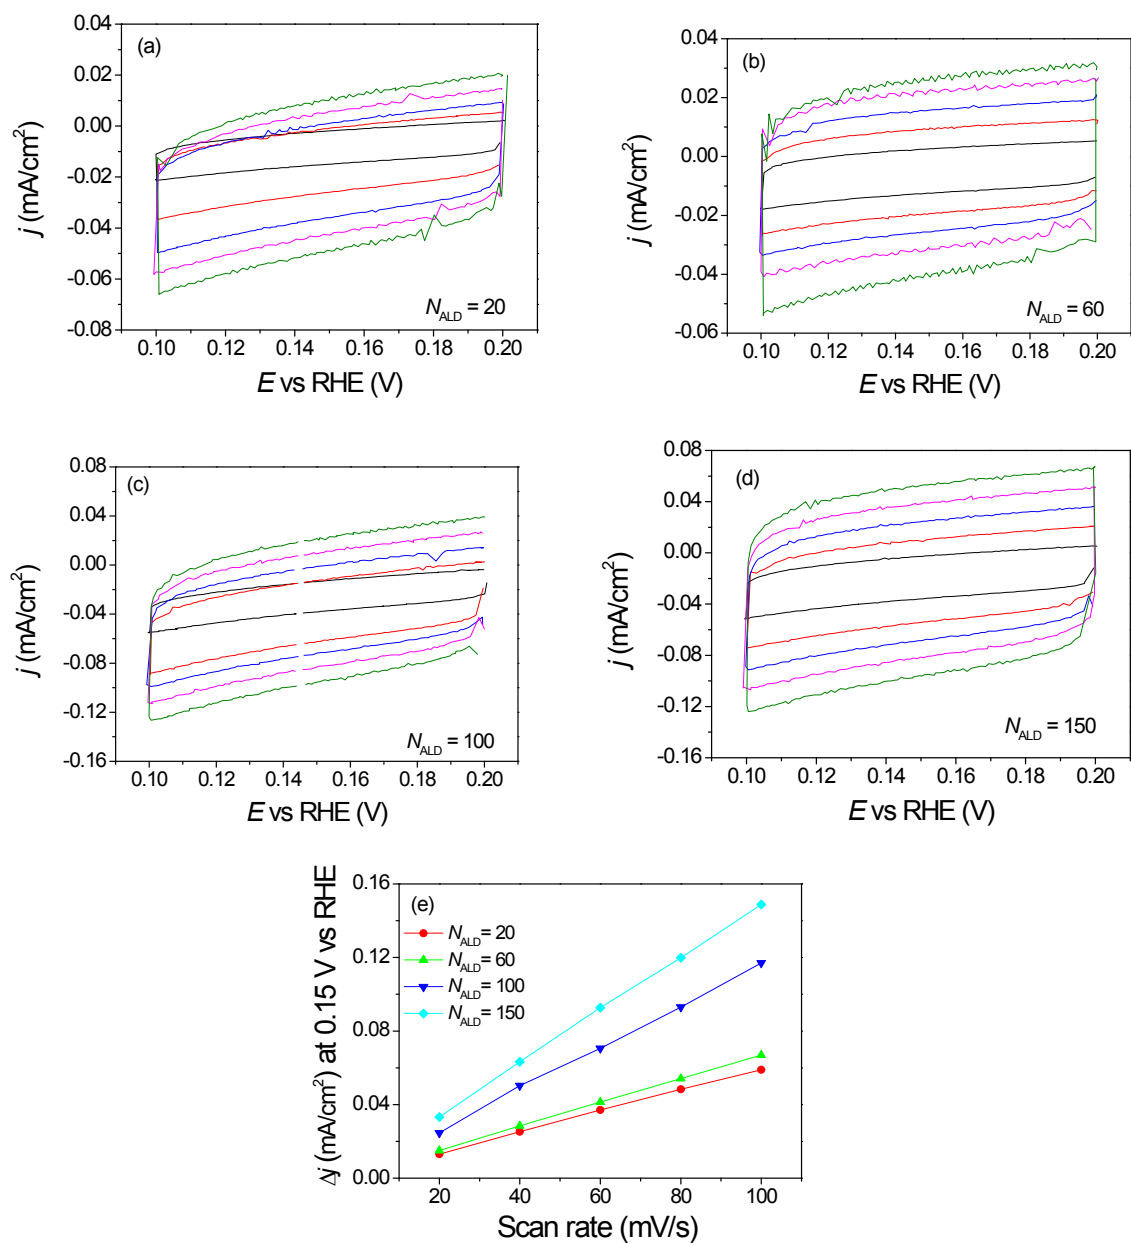 (a)
0.04
0.02
0.00
-0.02
-0.04
-0.06
-0.08
j (mA/cm²)
N_ALD = 20
0.10 0.12 0.14 0.16 0.18 0.20
E vs RHE (V)
(b)
0.04
0.02
0.00
-0.02
-0.04
-0.06
j (mA/cm²)
N_ALD = 60
0.10 0.12 0.14 0.16 0.18 0.20
E vs RHE (V)
(c)
0.08
0.04
0.00
-0.04
-0.08
-0.12
-0.16
j (mA/cm²)
N_ALD = 100
0.10 0.12 0.14 0.16 0.18 0.20
E vs RHE (V)
(d)
0.08
0.04
0.00
-0.04
-0.08
-0.12
-0.16
j (mA/cm²)
N_ALD = 150
0.10 0.12 0.14 0.16 0.18 0.20
E vs RHE (V)
(e)
0.16
0.12
0.08
0.04
0.00
Δj (mA/cm²) at 0.15 V vs RHE
N_ALD = 20
N_ALD = 60
N_ALD = 100
N_ALD = 150
20 40 60 80 100
Scan rate (mV/s)